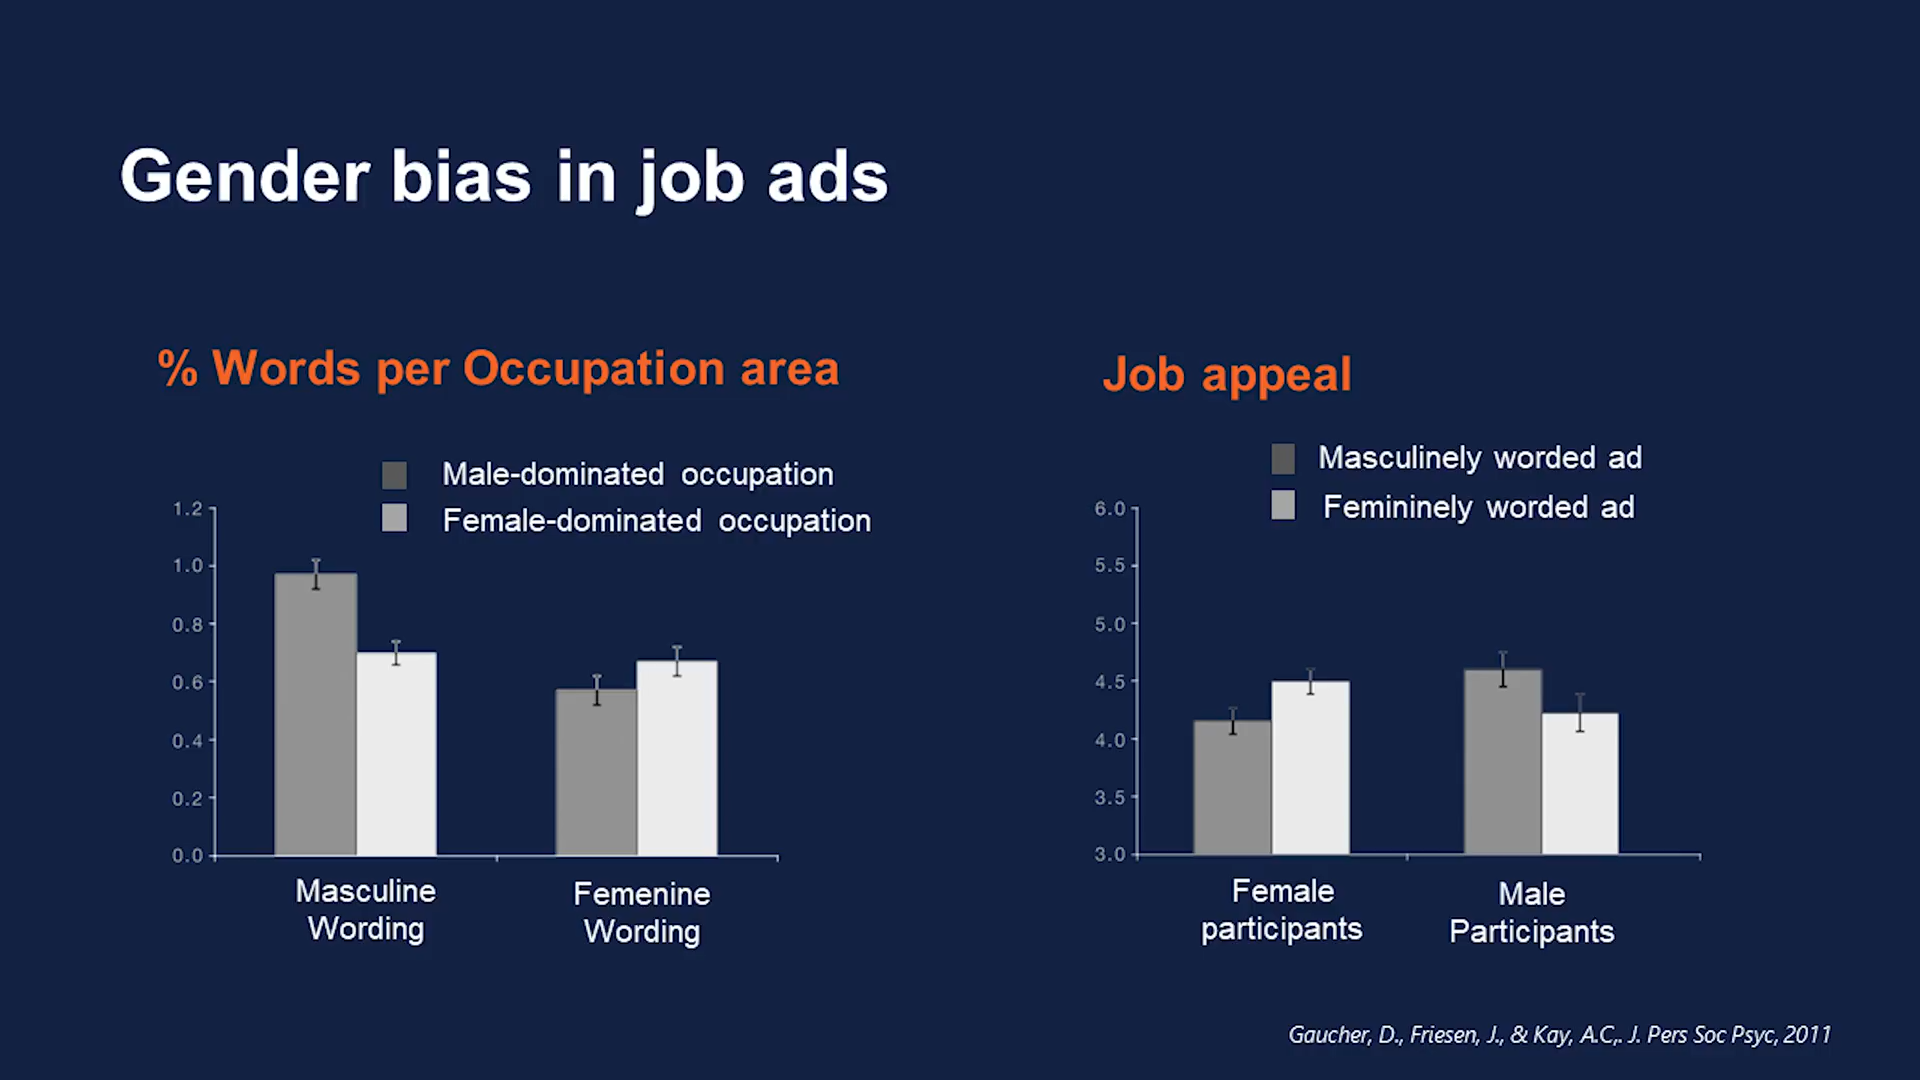 Gender bias in job ads
% Words per Occupation area
Male-dominated occupation
Female-dominated occupation
1.2
1.0
0.8
0.6
0.4
0.2
0.0
Masculine
Wording
Femenine
Wording
Job appeal
Masculinely worded ad
Femininely worded ad
6.0
5.5
5.0
4.5
4.0
3.5
3.0
Female
participants
Male
Participants
Gaucher, D., Friesen, J., & Kay, A.C,. J. Pers Soc Psyc, 2011